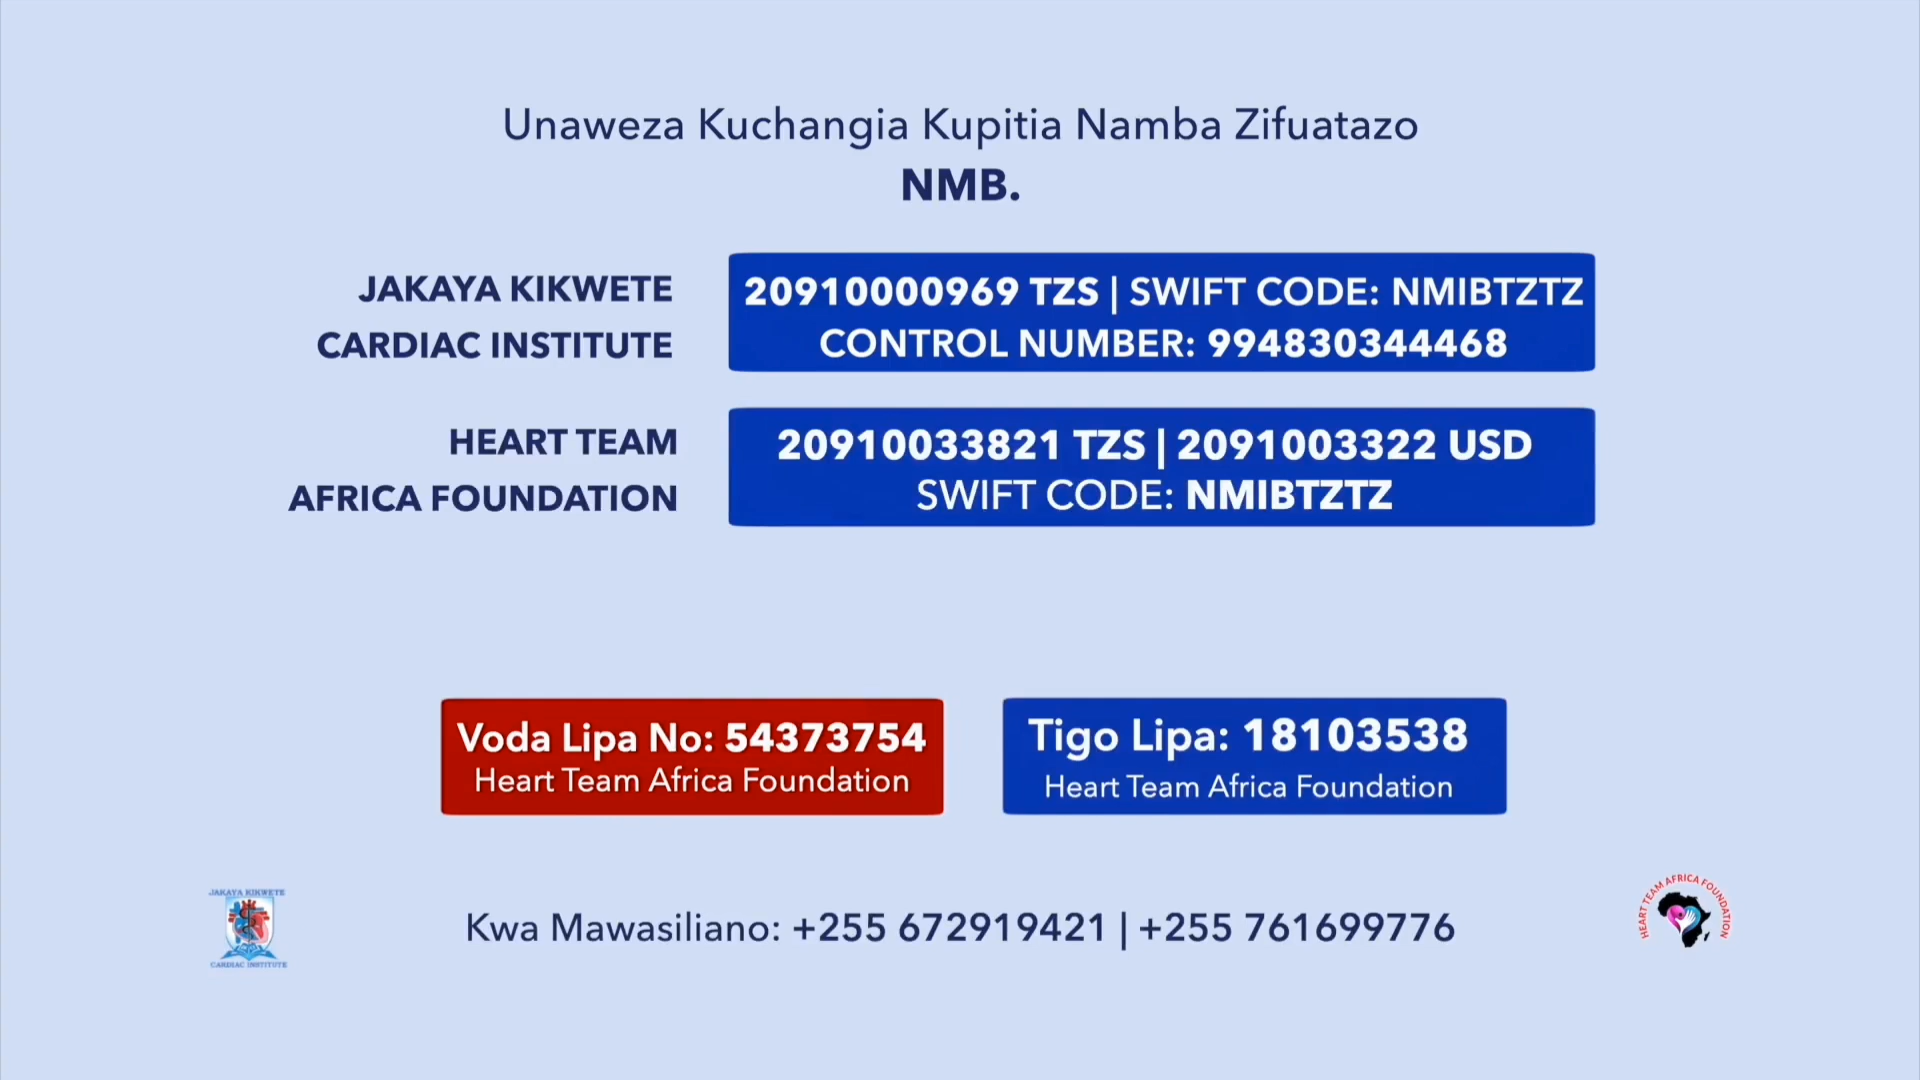 Unaweza Kuchangia Kupitia Namba Zifuatazo
NMB.
JAKAYA KIKWETE
CARDIAC INSTITUTE
20910000969 TZS | SWIFT CODE: NMIBTZTZ
CONTROL NUMBER: 994830344468
HEART TEAM
AFRICA FOUNDATION
20910033821 TZS | 2091003322 USD
SWIFT CODE: NMIBTZTZ
Voda Lipa No: 54373754
Heart Team Africa Foundation
Tigo Lipa: 18103538
Heart Team Africa Foundation
JAKAYA KIKWETE
CARDIAC INSTITUTE
Kwa Mawasiliano: +255 672919421 | +255 761699776
HEART TEAM AFRICA FOUNDATION